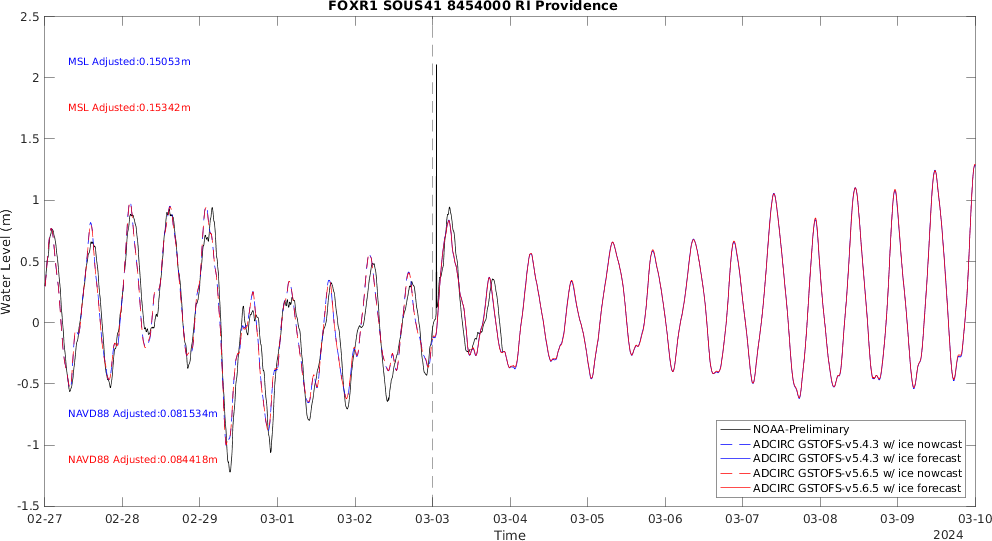 FOXR1 SOUS41 8454000 RI Providence
2.5
2
1.5
1
0.5
0
-0.5
-1
-1.5
Water Level (m)
MSL Adjusted:0.15053m
MSL Adjusted:0.15342m
NAVD88 Adjusted:0.081534m
NAVD88 Adjusted:0.084418m
NOAA-Preliminary
ADCIRC GSTOFS-v5.4.3 w/ ice nowcast
ADCIRC GSTOFS-v5.4.3 w/ ice forecast
ADCIRC GSTOFS-v5.6.5 w/ ice nowcast
ADCIRC GSTOFS-v5.6.5 w/ ice forecast
02-27 02-28 02-29 03-01 03-02 03-03 03-04 03-05 03-06 03-07 03-08 03-09 03-10
Time
2024